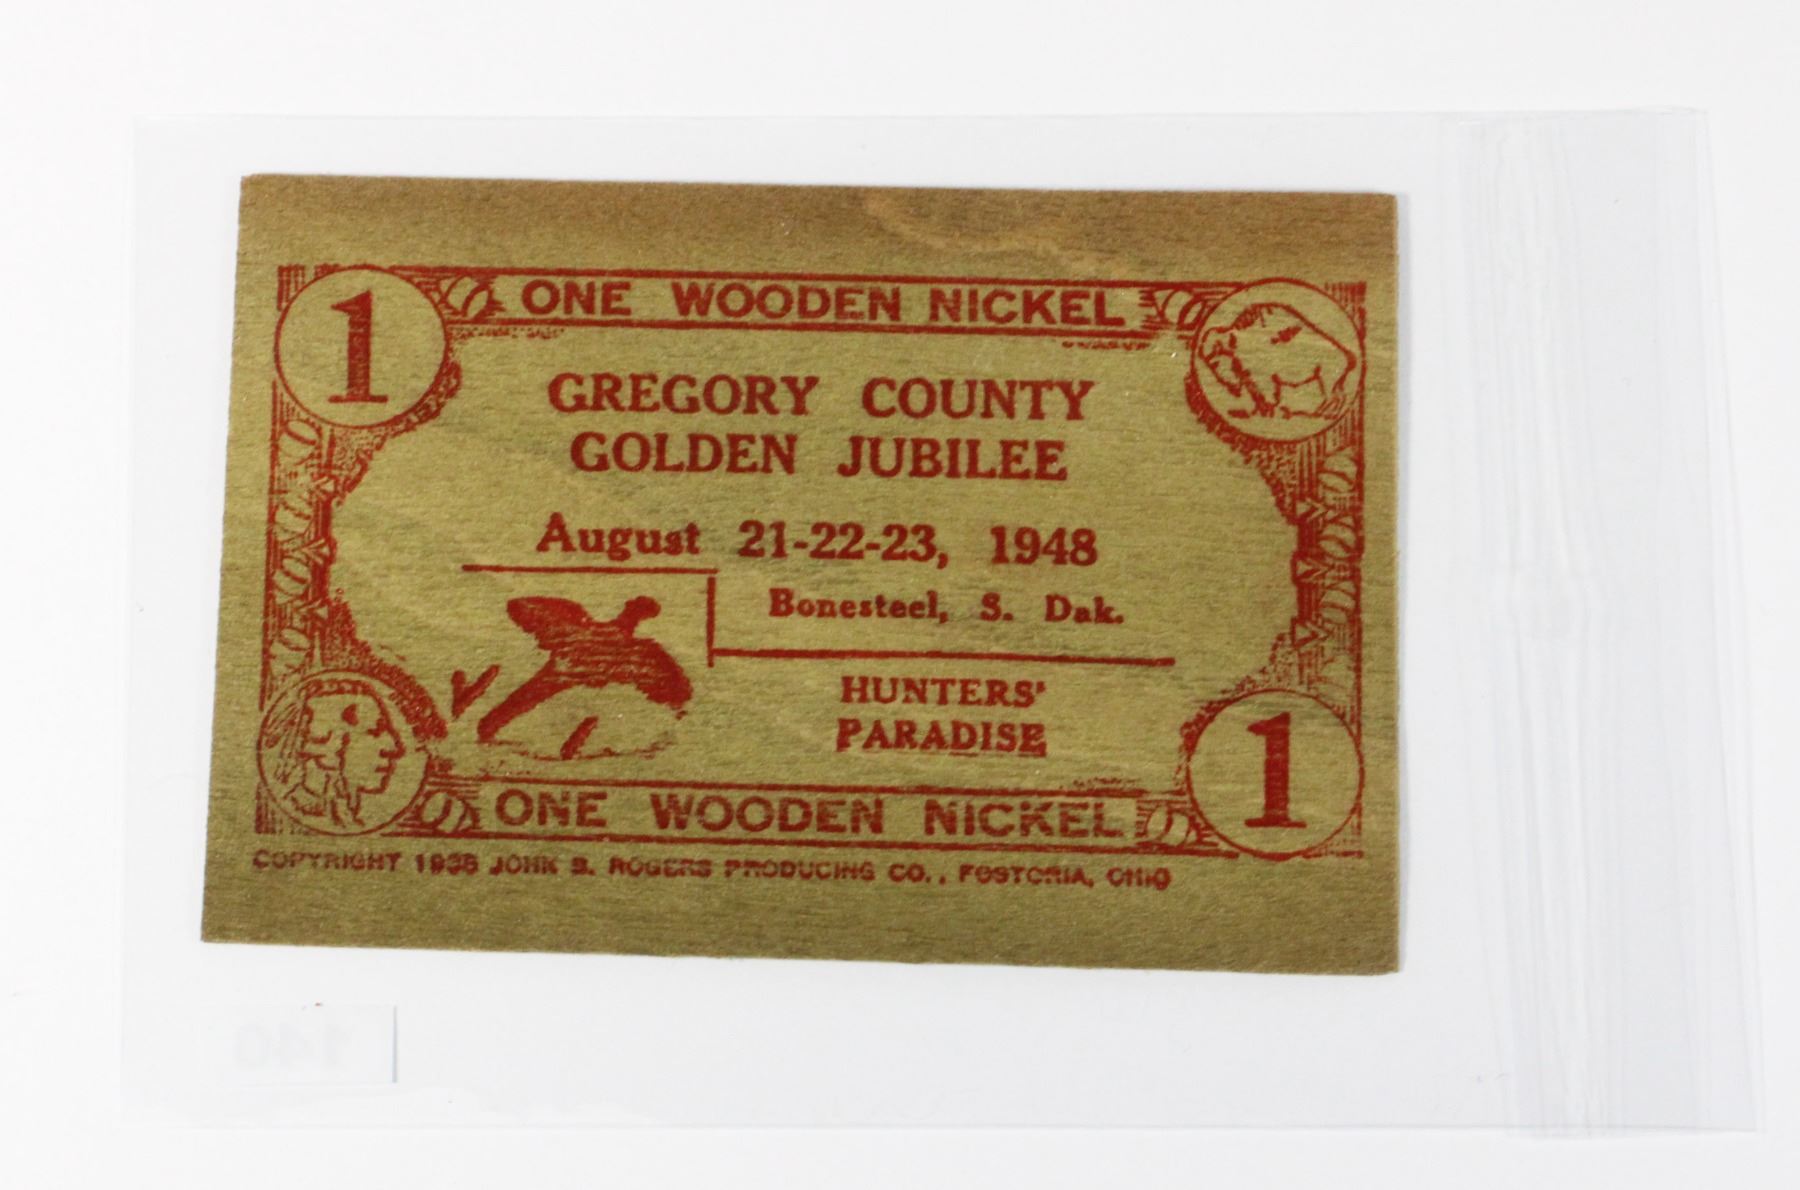 1 ONE WOODEN NICKEL
GREGORY COUNTY
GOLDEN JUBILEE
August 21-22-23, 1948
Bonesteel, S. Dak.
HUNTERS'
PARADISE
ONE WOODEN NICKEL 1
COPYRIGHT 1938 JOHN B. ROGERS PRODUCING CO., FOSTORIA, OHIO
140